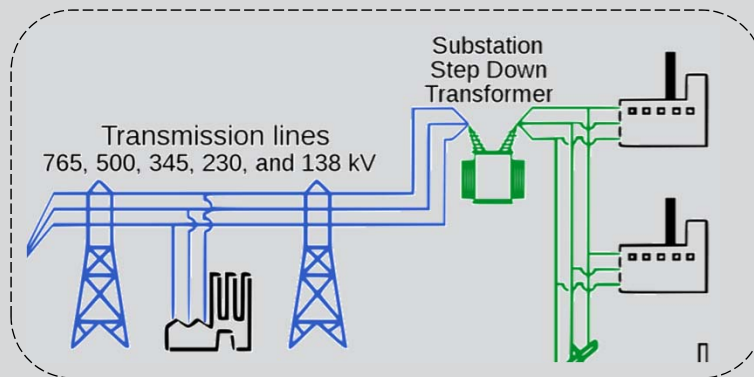 Substation
Step Down
Transformer
Transmission lines
765, 500, 345, 230, and 138 kV